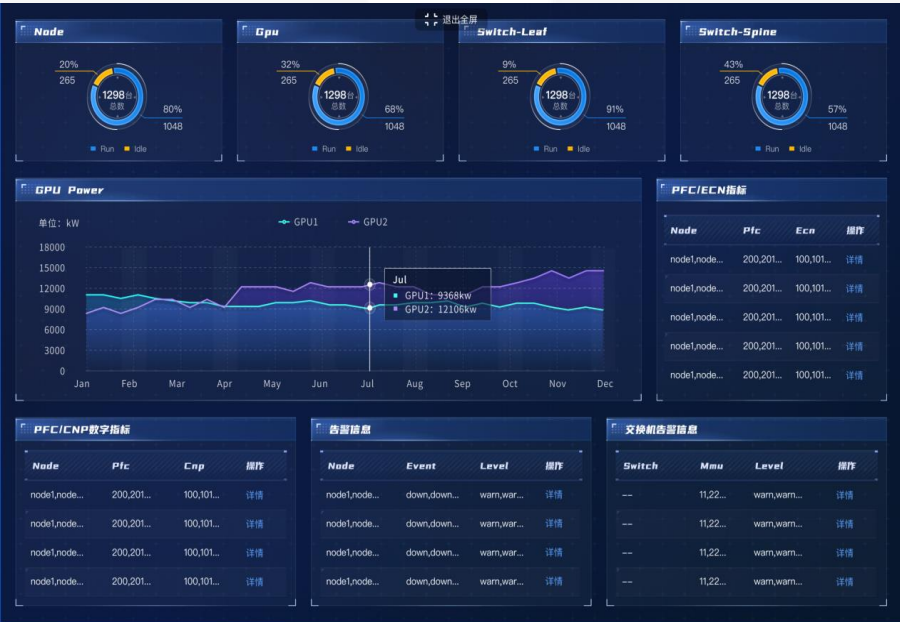 退出全屏
Node
Gpu
Switch-Leaf
Switch-Spine
20%
265
1298台
总数
80%
1048
Run Idle
32%
265
1298台
总数
68%
1048
Run Idle
9%
265
1298台
总数
91%
1048
Run Idle
43%
265
1298台
总数
57%
1048
Run Idle
GPU Power
单位: kW
GPU1 GPU2
18000
15000
12000
9000
6000
3000
0
Jul
GPU1: 9368kw
GPU2: 12106kw
Jan Feb Mar Apr May Jun Jul Aug Sep Oct Nov Dec
PFC/ECN指标
Node Pfc Ecn 操作
node1,node... 200,201... 100,101... 详情
node1,node... 200,201... 100,101... 详情
node1,node... 200,201... 100,101... 详情
node1,node... 200,201... 100,101... 详情
node1,node... 200,201... 100,101... 详情
PFC/CNP数字指标
Node Pfc Cnp 操作
node1,node... 200,201... 100,101... 详情
node1,node... 200,201... 100,101... 详情
node1,node... 200,201... 100,101... 详情
node1,node... 200,201... 100,101... 详情
告警信息
Node Event Level 操作
node1,node... down,down... warn,war... 详情
node1,node... down,down... warn,war... 详情
node1,node... down,down... warn,war... 详情
node1,node... down,down... warn,war... 详情
交换机告警信息
Switch Mmu Level 操作
-- 11,22... warn,warn... 详情
-- 11,22... warn,warn... 详情
-- 11,22... warn,warn... 详情
-- 11,22... warn,warn... 详情